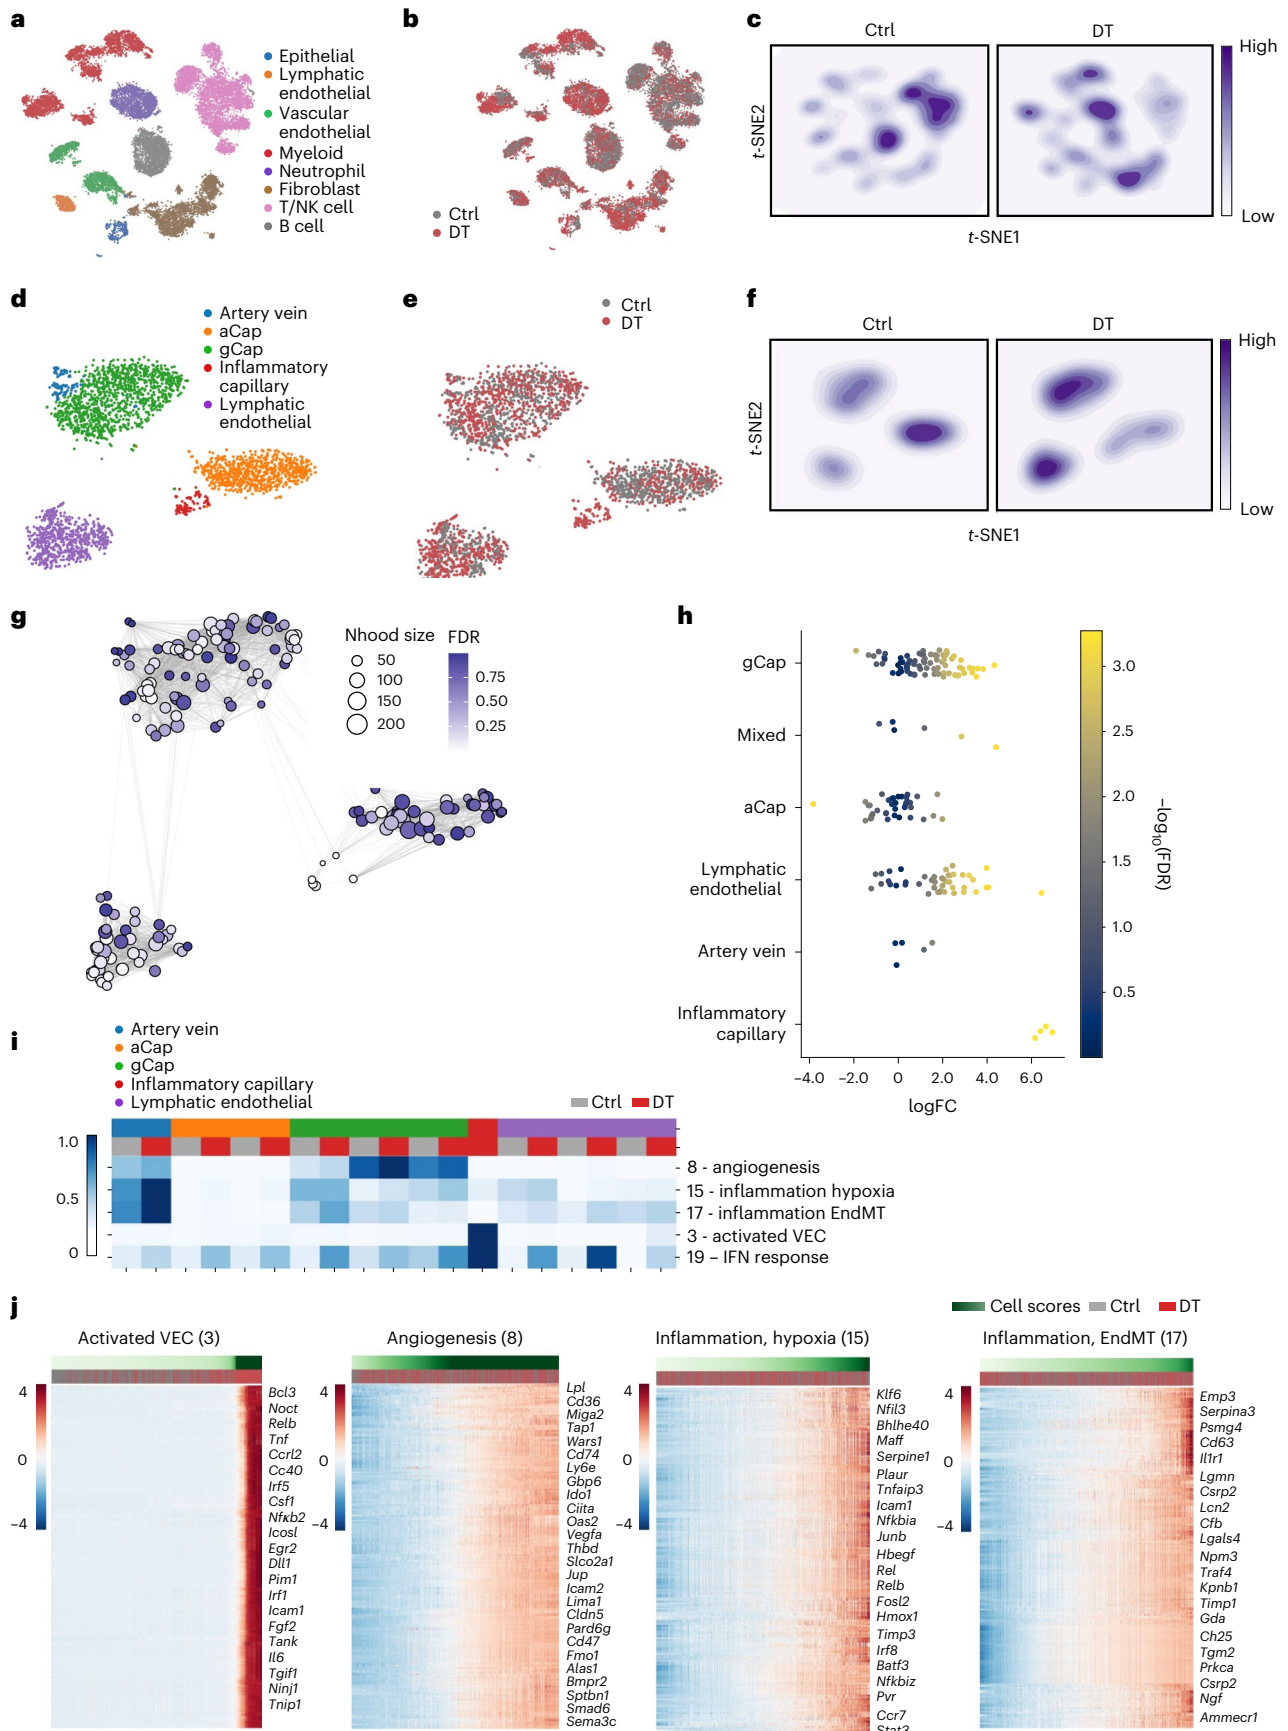 a
Epithelial
Lymphatic
endothelial
Vascular
endothelial
Myeloid
Neutrophil
Fibroblast
T/NK cell
B cell
b
Ctrl
DT
c
Ctrl
DT
t-SNE2
t-SNE1
High
Low
d
Artery vein
aCap
gCap
Inflammatory
capillary
Lymphatic
endothelial
e
Ctrl
DT
f
Ctrl
DT
t-SNE2
t-SNE1
High
Low
g
Nhood size
50
100
150
200
FDR
0.75
0.50
0.25
h
gCap
Mixed
aCap
Lymphatic
endothelial
Artery vein
Inflammatory
capillary
−4.0 −2.0 0 2.0 4.0 6.0
logFC
3.0
2.5
2.0
1.5
1.0
0.5
−log10(FDR)
i
Artery vein
aCap
gCap
Inflammatory capillary
Lymphatic endothelial
Ctrl DT
1.0
0.5
0
8 - angiogenesis
15 - inflammation hypoxia
17 - inflammation EndMT
3 - activated VEC
19 – IFN response
j
Cell scores Ctrl DT
Activated VEC (3)
4
0
−4
Bcl3
Noct
Relb
Tnf
Ccrl2
Cc40
Irf5
Csf1
Nfκb2
Icosl
Egr2
Dll1
Pim1
Irf1
Icam1
Fgf2
Tank
Il6
Tgif1
Ninj1
Tnip1
Angiogenesis (8)
4
0
−4
Lpl
Cd36
Miga2
Tap1
Wars1
Cd74
Ly6e
Gbp6
Ido1
Ciita
Oas2
Vegfa
Thbd
Slco2a1
Jup
Icam2
Lima1
Cldn5
Pard6g
Cd47
Fmo1
Alas1
Bmpr2
Sptbn1
Smad6
Sema3c
Inflammation, hypoxia (15)
4
0
−4
Klf6
Nfil3
Bhlhe40
Maff
Serpine1
Plaur
Tnfaip3
Icam1
Nfkbia
Junb
Hbegf
Rel
Relb
Fosl2
Hmox1
Timp3
Irf8
Batf3
Nfkbiz
Pvr
Ccr7
Stat3
Inflammation, EndMT (17)
4
0
−4
Emp3
Serpina3
Psmg4
Cd63
Il1r1
Lgmn
Csrp2
Lcn2
Cfb
Lgals4
Npm3
Traf4
Kpnb1
Timp1
Gda
Ch25
Tgm2
Prkca
Csrp2
Ngf
Ammecr1